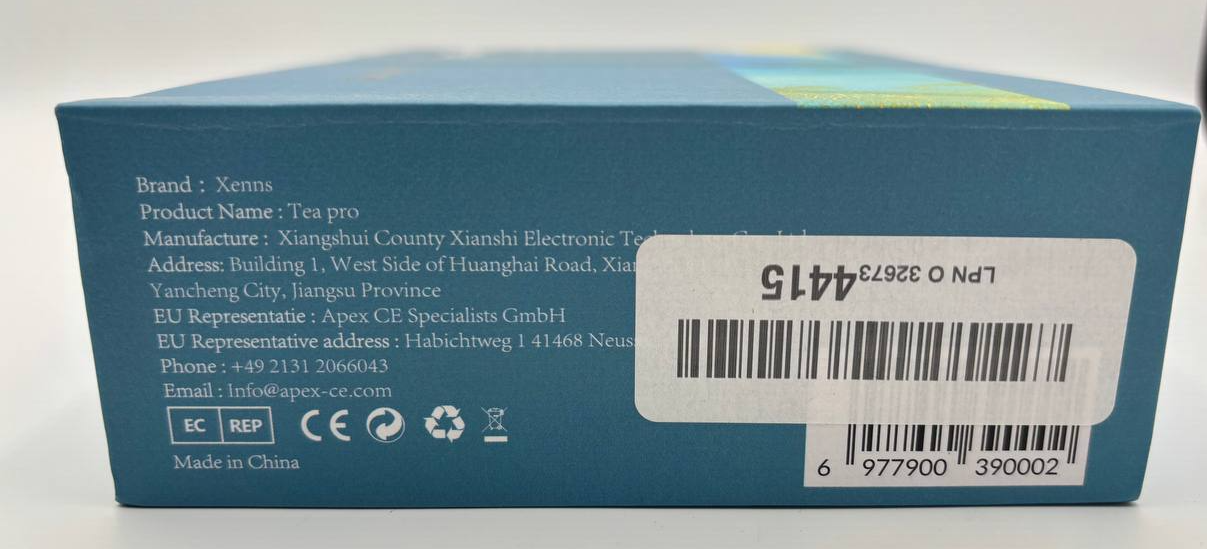 Brand : Xenns
Product Name : Tea pro
Manufacture : Xiangshui County Xianshi Electronic
Address: Building 1, West Side of Huanghai Road,
Yancheng City, Jiangsu Province
EU Representatie : Apex CE Specialists GmbH
EU Representative address : Habichtweg 1 41468
Phone : +49 2131 2066043
Email : Info@apex-ce.com
EC REP CE
Made in China
LPN O 326734415
6 977900 390002